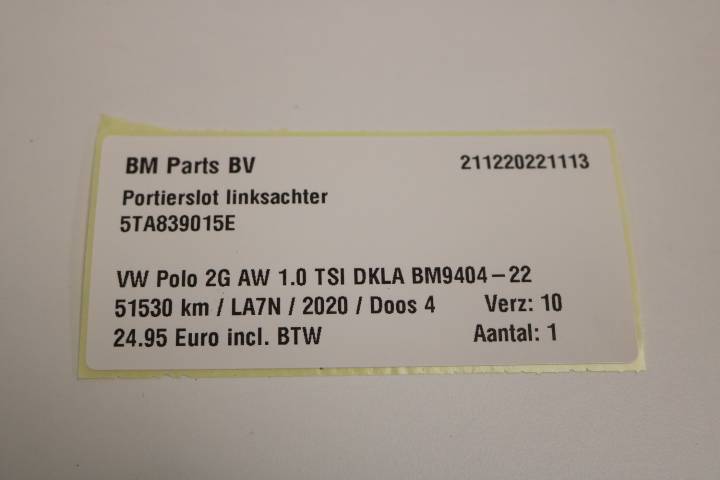 BM Parts BV 211220221113
Portierslot linksachter
5TA839015E
VW Polo 2G AW 1.0 TSI DKLA BM9404-22
51530 km / LA7N / 2020 / Doos 4 Verz: 10
24.95 Euro incl. BTW Aantal: 1